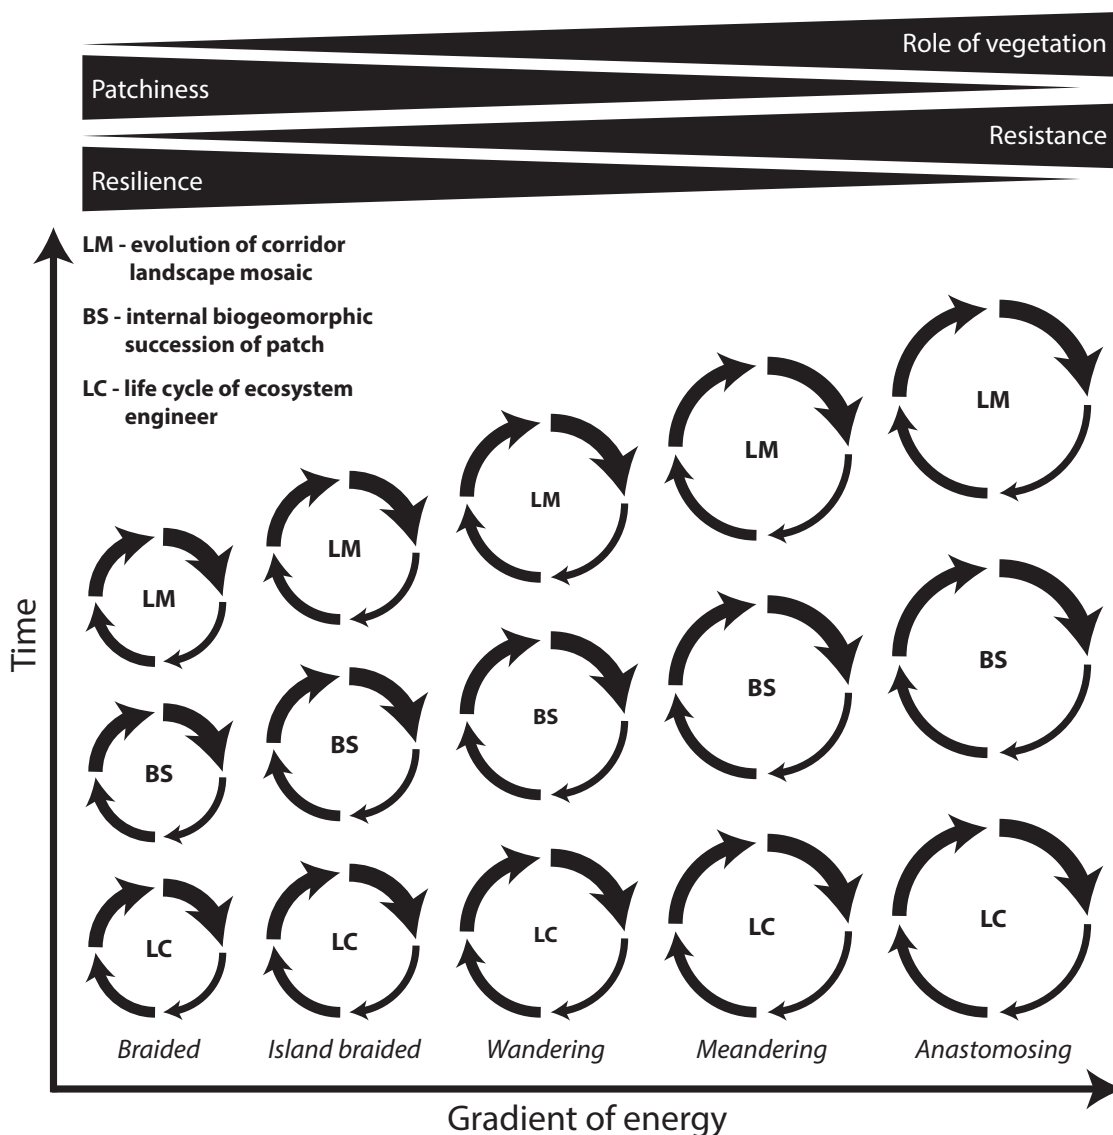 Role of vegetation
Patchiness
Resistance
Resilience
LM - evolution of corridor
landscape mosaic
BS - internal biogeomorphic
succession of patch
LC - life cycle of ecosystem
engineer
LM
LM
LM
LM
LM
BS
BS
BS
BS
BS
LC
LC
LC
LC
LC
Time
Braided
Island braided
Wandering
Meandering
Anastomosing
Gradient of energy